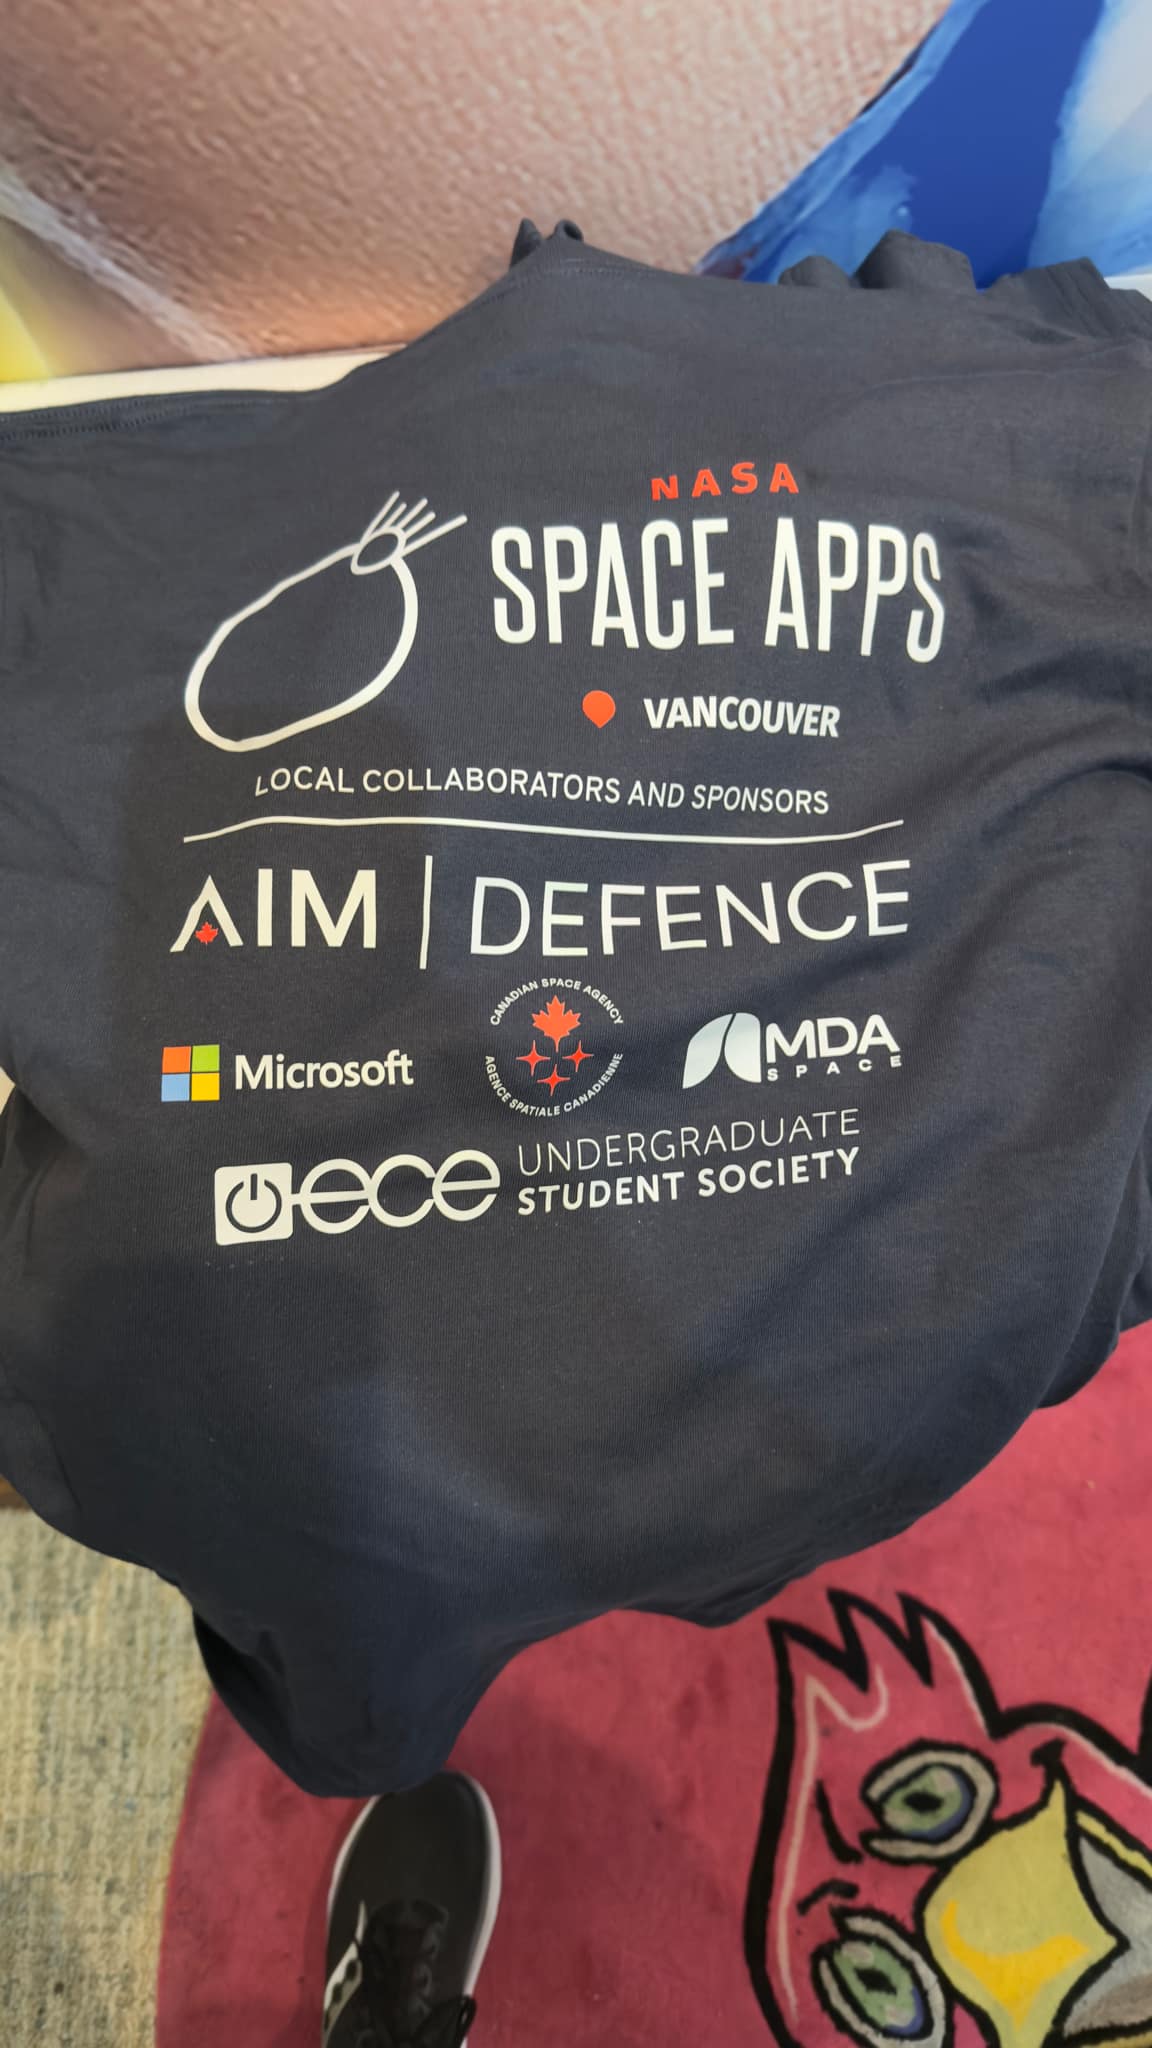 NASA
SPACE APPS
VANCOUVER
LOCAL COLLABORATORS AND SPONSORS
AIM | DEFENCE
Microsoft
CANADIAN SPACE AGENCY
AGENCE SPATIALE CANADIENNE
MDA
SPACE
ece
UNDERGRADUATE
STUDENT SOCIETY